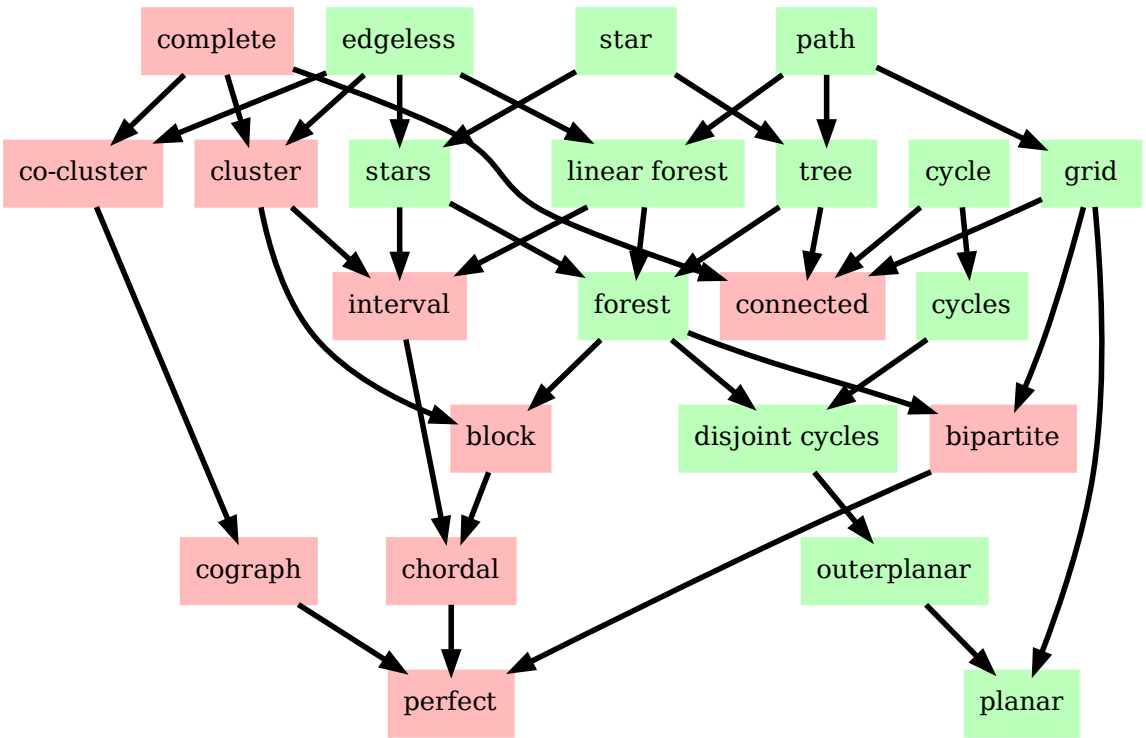 complete
edgeless
star
path
co-cluster
cluster
stars
linear forest
tree
cycle
grid
interval
forest
connected
cycles
block
disjoint cycles
bipartite
cograph
chordal
outerplanar
perfect
planar